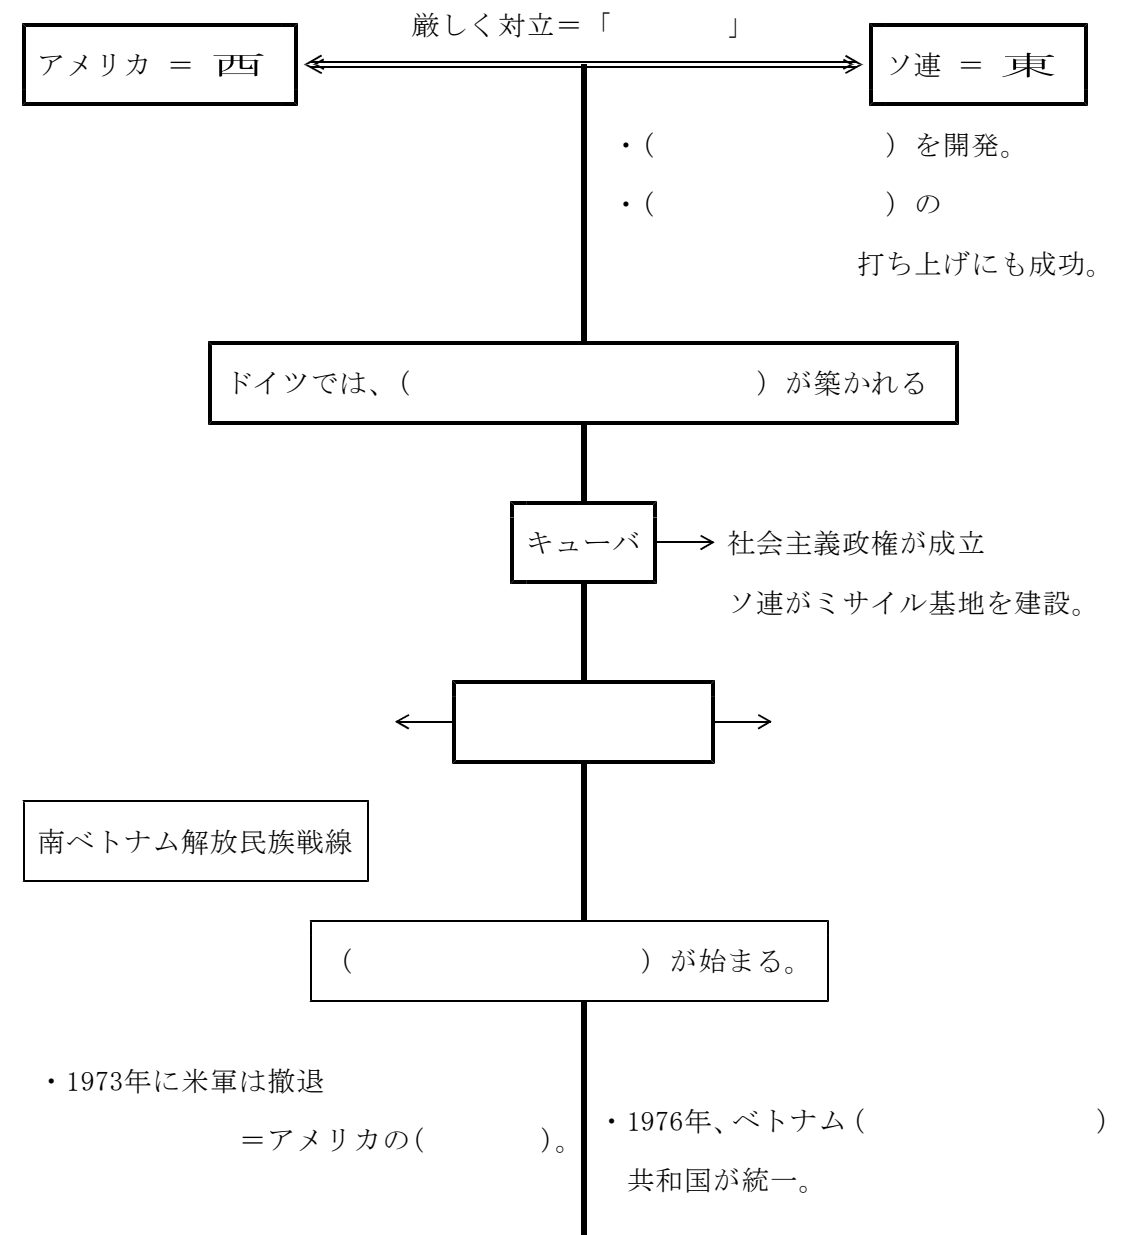 厳しく対立＝「　　　　」
アメリカ ＝ 西
ソ連 ＝ 東
・（　　　　　　　　）を開発。
・（　　　　　　　　）の
打ち上げにも成功。
ドイツでは、（　　　　　　　　　　　　）が築かれる
キューバ
社会主義政権が成立
ソ連がミサイル基地を建設。
南ベトナム解放民族戦線
（　　　　　　　　　　）が始まる。
・1973年に米軍は撤退
＝アメリカの（　　　　）。
・1976年、ベトナム（　　　　　　　　）
共和国が統一。